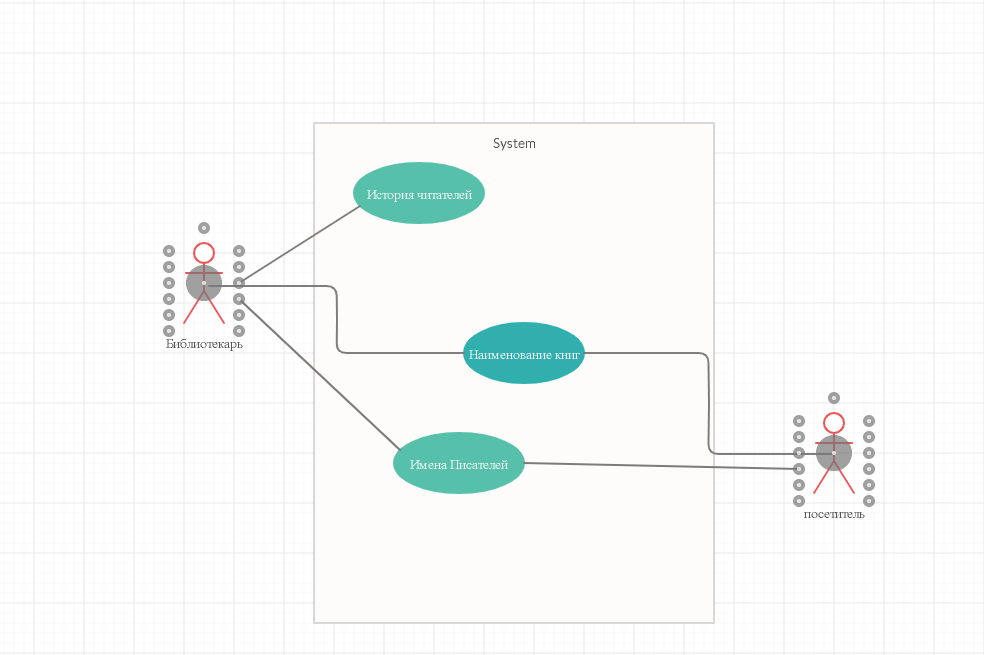 System
История читателей
Библиотекарь
Наименование книг
Имена Писателей
посетитель